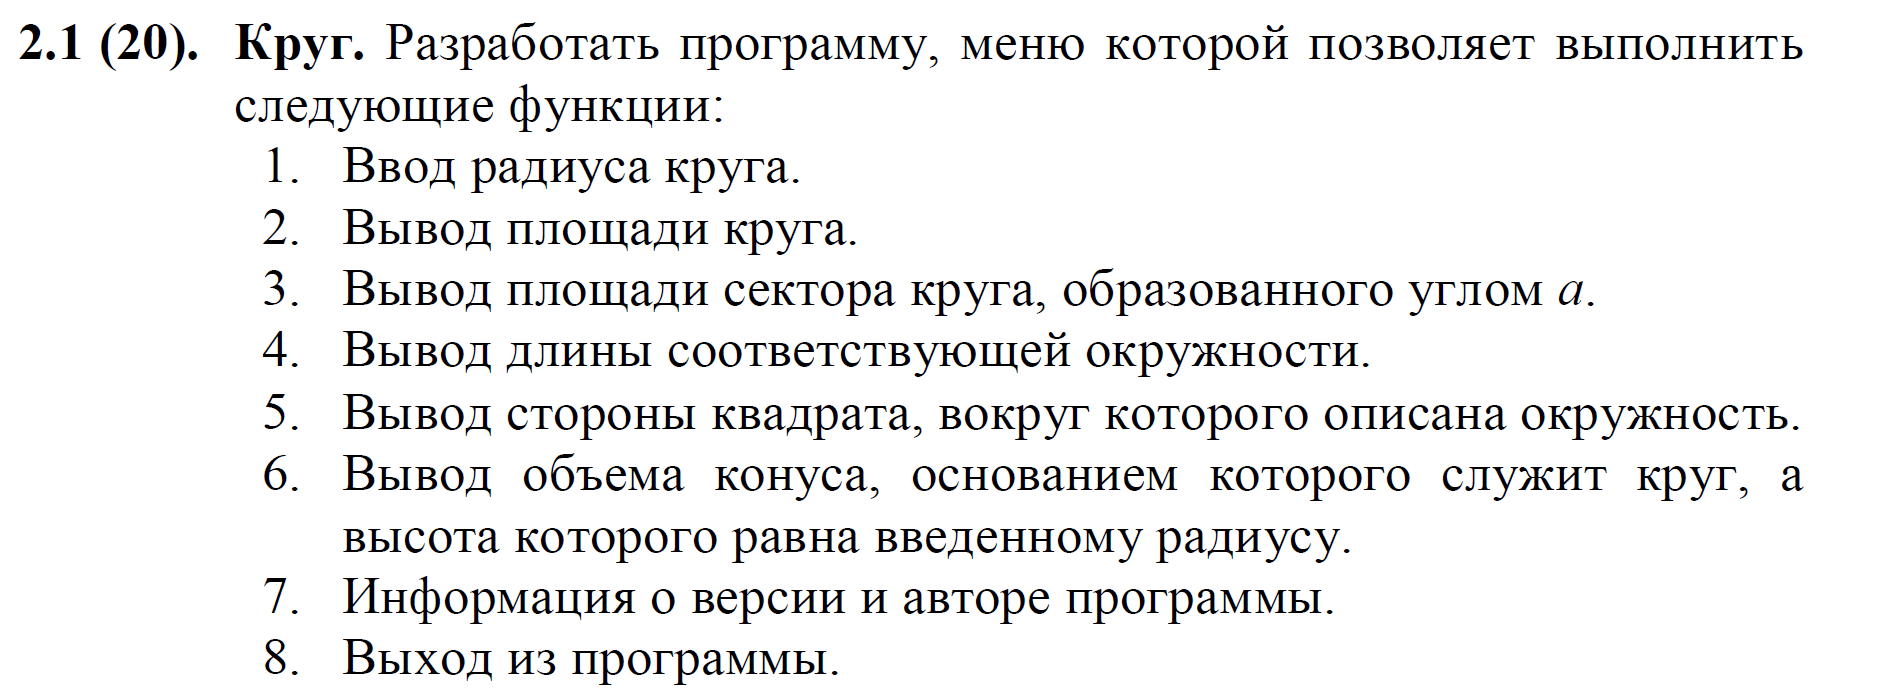 2.1 (20). Круг. Разработать программу, меню которой позволяет выполнить
следующие функции:
1. Ввод радиуса круга.
2. Вывод площади круга.
3. Вывод площади сектора круга, образованного углом a.
4. Вывод длины соответствующей окружности.
5. Вывод стороны квадрата, вокруг которого описана окружность.
6. Вывод объема конуса, основанием которого служит круг, а
высота которого равна введенному радиусу.
7. Информация о версии и авторе программы.
8. Выход из программы.